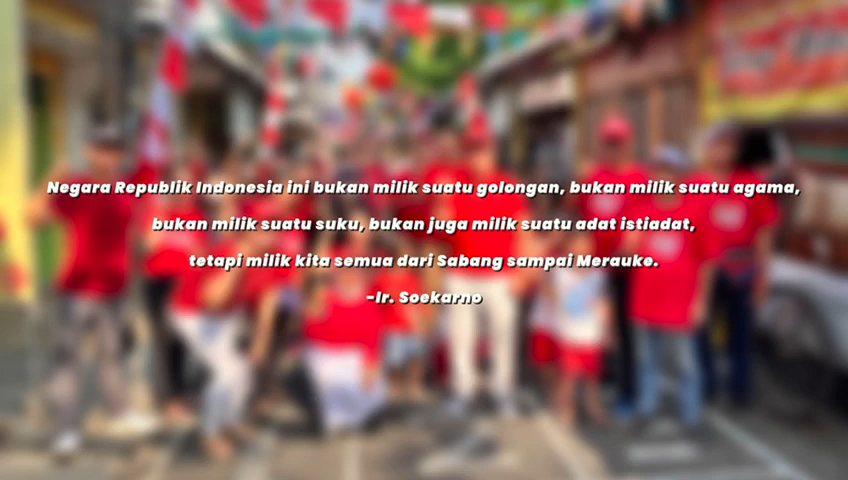 Negara Republik Indonesia ini bukan milik suatu golongan, bukan milik suatu agama,
bukan milik suatu suku, bukan juga milik suatu adat istiadat,
tetapi milik kita semua dari Sabang sampai Merauke.
-Ir. Soekarno